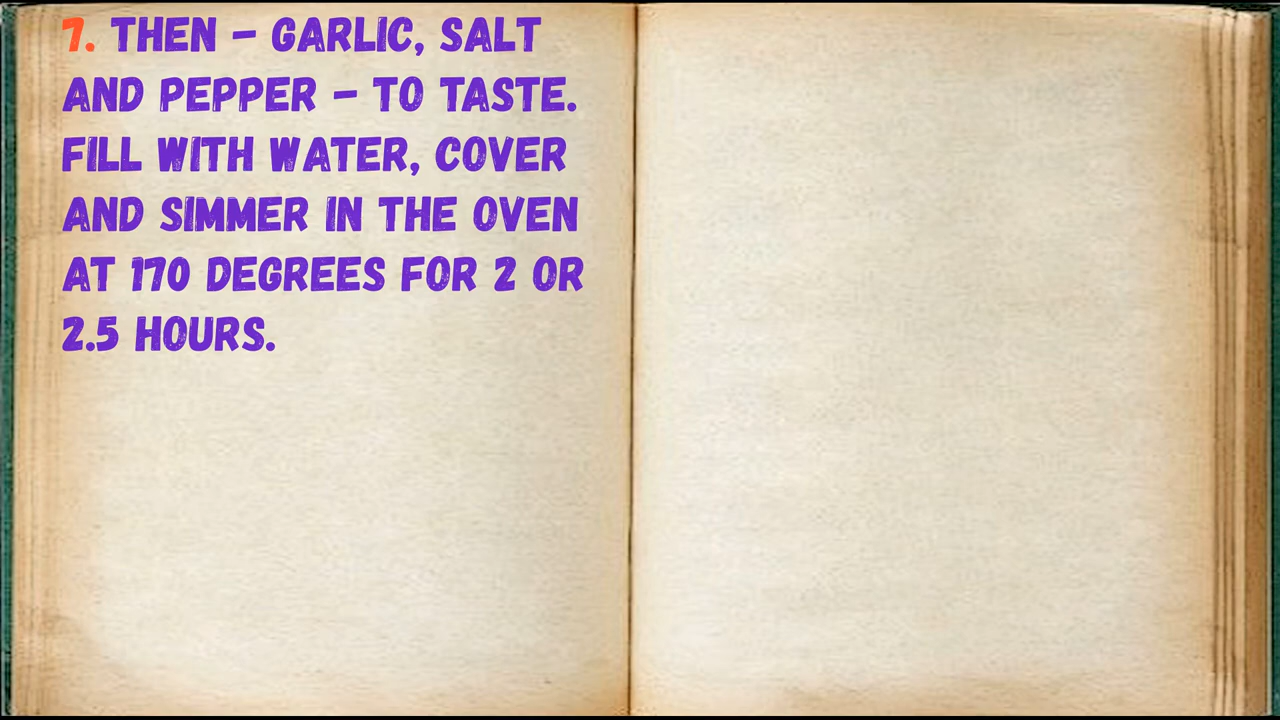 7. THEN – GARLIC, SALT
AND PEPPER – TO TASTE.
FILL WITH WATER, COVER
AND SIMMER IN THE OVEN
AT 170 DEGREES FOR 2 OR
2.5 HOURS.